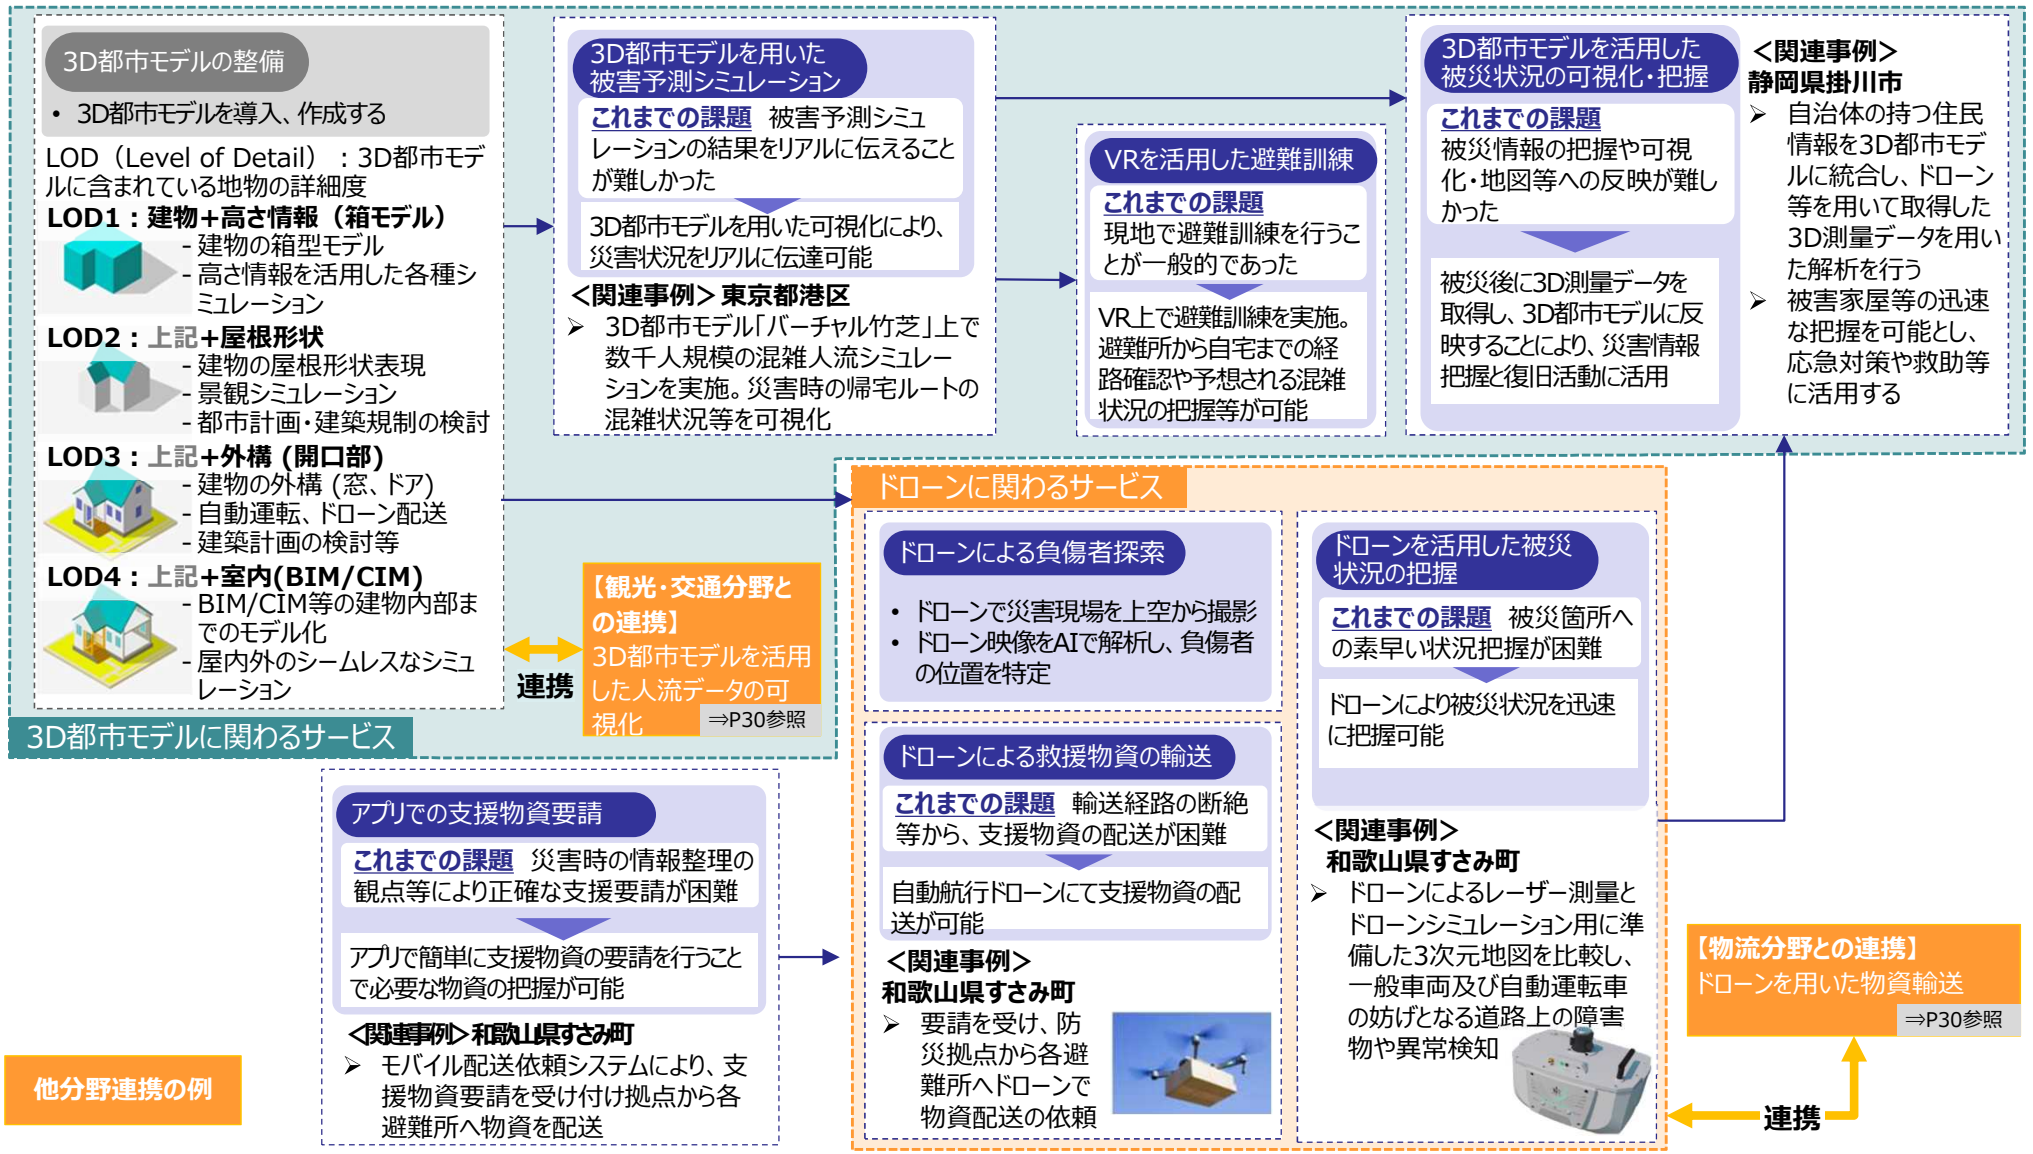 3D都市モデルの整備
• 3D都市モデルを導入、作成する
LOD（Level of Detail）：3D都市モデ
ルに含まれている地物の詳細度
LOD1：建物+高さ情報（箱モデル）
- 建物の箱型モデル
- 高さ情報を活用した各種シ
ミュレーション
LOD2：上記+屋根形状
- 建物の屋根形状表現
- 景観シミュレーション
- 都市計画・建築規制の検討
LOD3：上記+外構 (開口部)
- 建物の外構 (窓、ドア)
- 自動運転、ドローン配送
- 建築計画の検討等
LOD4：上記+室内(BIM/CIM)
- BIM/CIM等の建物内部ま
でのモデル化
- 屋内外のシームレスなシミュ
レーション
3D都市モデルに関わるサービス
3D都市モデルを用いた
被害予測シミュレーション
これまでの課題 被害予測シミュ
レーションの結果をリアルに伝えること
が難しかった
3D都市モデルを用いた可視化により、
災害状況をリアルに伝達可能
＜関連事例＞東京都港区
➢ 3D都市モデル「バーチャル竹芝」上で
数千人規模の混雑人流シミュレー
ションを実施。災害時の帰宅ルートの
混雑状況等を可視化
VRを活用した避難訓練
これまでの課題
現地で避難訓練を行うこ
とが一般的であった
VR上で避難訓練を実施。
避難所から自宅までの経
路確認や予想される混雑
状況の把握等が可能
3D都市モデルを活用した
被災状況の可視化・把握
これまでの課題
被災情報の把握や可視
化・地図等への反映が難し
かった
被災後に3D測量データを
取得し、3D都市モデルに反
映することにより、災害情報
把握と復旧活動に活用
＜関連事例＞
静岡県掛川市
➢ 自治体の持つ住民
情報を3D都市モデ
ルに統合し、ドローン
等を用いて取得した
3D測量データを用い
た解析を行う
➢ 被害家屋等の迅速
な把握を可能とし、
応急対策や救助等
に活用する
【観光・交通分野と
の連携】
3D都市モデルを活用
した人流データの可
視化
⇒P30参照
連携
ドローンに関わるサービス
ドローンによる負傷者探索
• ドローンで災害現場を上空から撮影
• ドローン映像をAIで解析し、負傷者
の位置を特定
ドローンによる救援物資の輸送
これまでの課題 輸送経路の断絶
等から、支援物資の配送が困難
自動航行ドローンにて支援物資の配
送が可能
＜関連事例＞
和歌山県すさみ町
➢ 要請を受け、防
災拠点から各避
難所へドローンで
物資配送の依頼
ドローンを活用した被災
状況の把握
これまでの課題 被災箇所へ
の素早い状況把握が困難
ドローンにより被災状況を迅速
に把握可能
＜関連事例＞
和歌山県すさみ町
➢ ドローンによるレーザー測量と
ドローンシミュレーション用に準
備した3次元地図を比較し、
一般車両及び自動運転車
の妨げとなる道路上の障害
物や異常検知
アプリでの支援物資要請
これまでの課題 災害時の情報整理の
観点等により正確な支援要請が困難
アプリで簡単に支援物資の要請を行うこと
で必要な物資の把握が可能
＜関連事例＞和歌山県すさみ町
➢ モバイル配送依頼システムにより、支
援物資要請を受け付け拠点から各
避難所へ物資を配送
【物流分野との連携】
ドローンを用いた物資輸送
⇒P30参照
連携
他分野連携の例